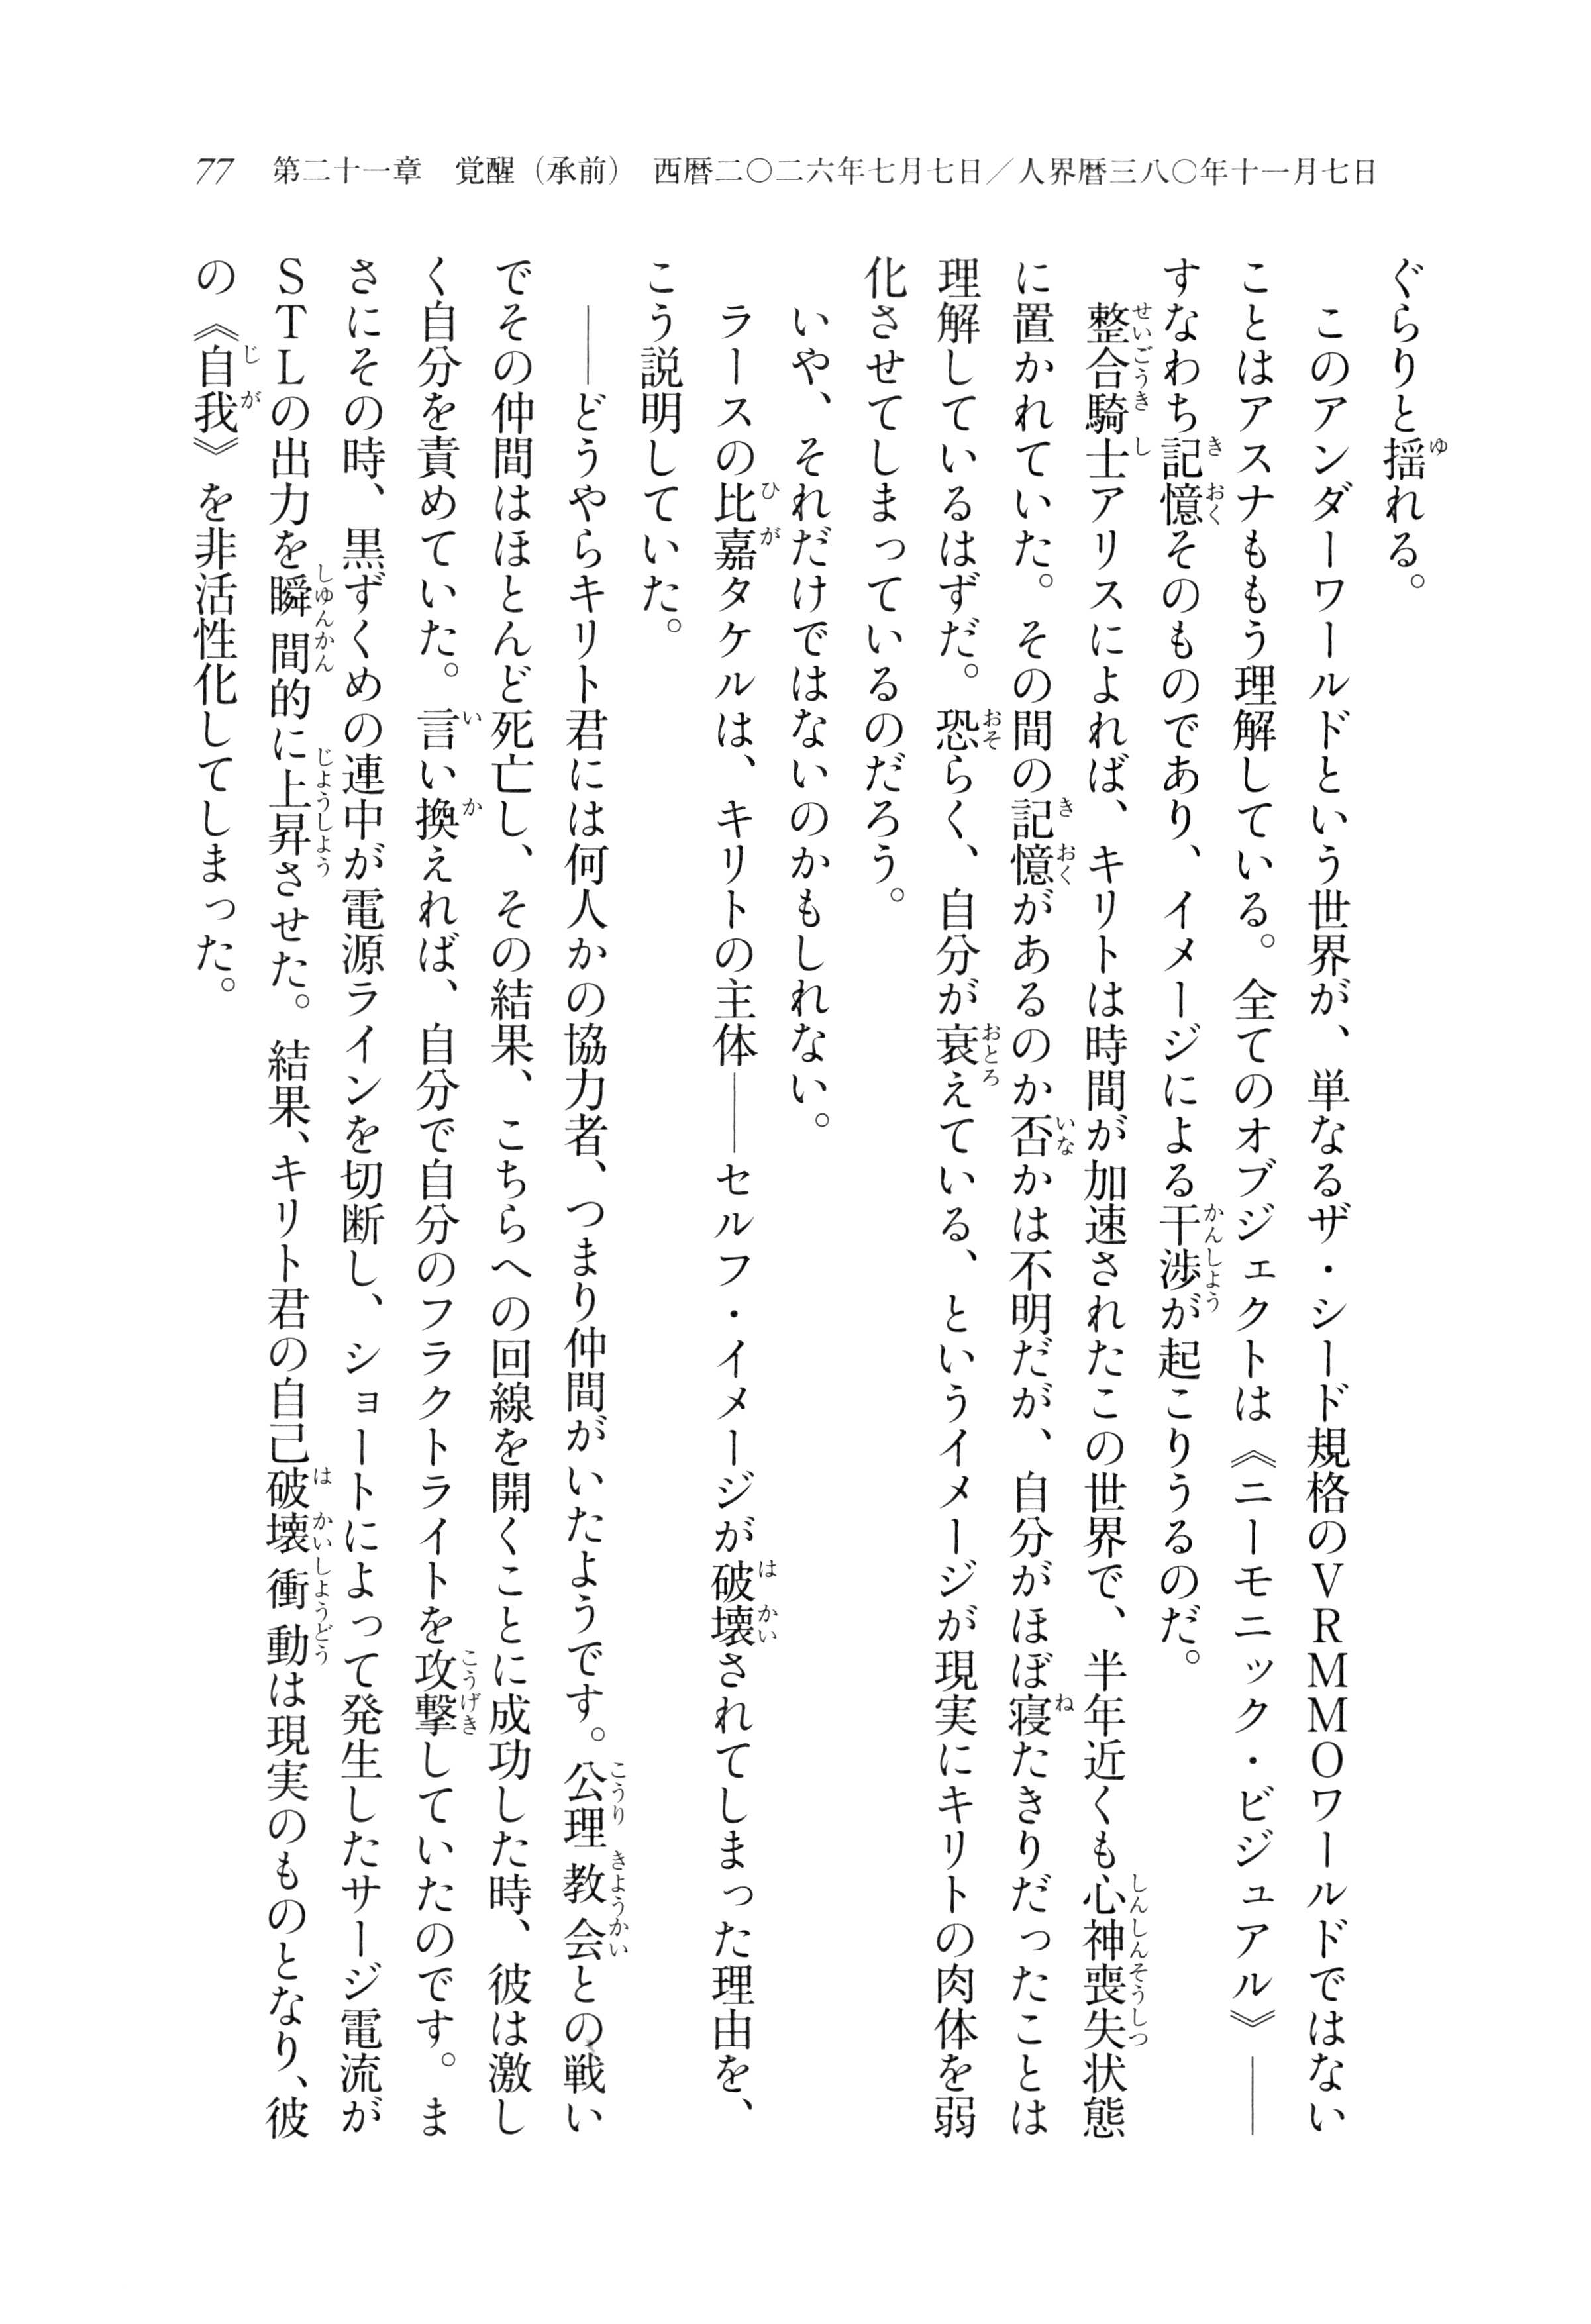 77　第二十一章　覚醒（承前）　西暦二〇二六年七月七日／人界暦三八〇年十一月七日
ぐらりと揺れる。
　このアンダーワールドという世界が、単なるザ・シード規格のＶＲＭＭＯワールドではない
ことはアスナももう理解している。全てのオブジェクトは《ニーモニック・ビジュアル》――
すなわち記憶そのものであり、イメージによる干渉が起こりうるのだ。
　整合騎士アリスによれば、キリトは時間が加速されたこの世界で、半年近くも心神喪失状態
に置かれていた。その間の記憶があるのか否かは不明だが、自分がほぼ寝たきりだったことは
理解しているはずだ。恐らく、自分が衰えている、というイメージが現実にキリトの肉体を弱
化させてしまっているのだろう。
　いや、それだけではないのかもしれない。
　ラースの比嘉タケルは、キリトの主体――セルフ・イメージが破壊されてしまった理由を、
こう説明していた。
　――どうやらキリト君には何人かの協力者、つまり仲間がいたようです。公理教会との戦い
でその仲間はほとんど死亡し、その結果、こちらへの回線を開くことに成功した時、彼は激し
く自分を責めていた。言い換えれば、自分で自分のフラクトライトを攻撃していたのです。ま
さにその時、黒ずくめの連中が電源ラインを切断し、ショートによって発生したサージ電流が
ＳＴＬの出力を瞬間的に上昇させた。結果、キリト君の自己破壊衝動は現実のものとなり、彼
の《自我》を非活性化してしまった。